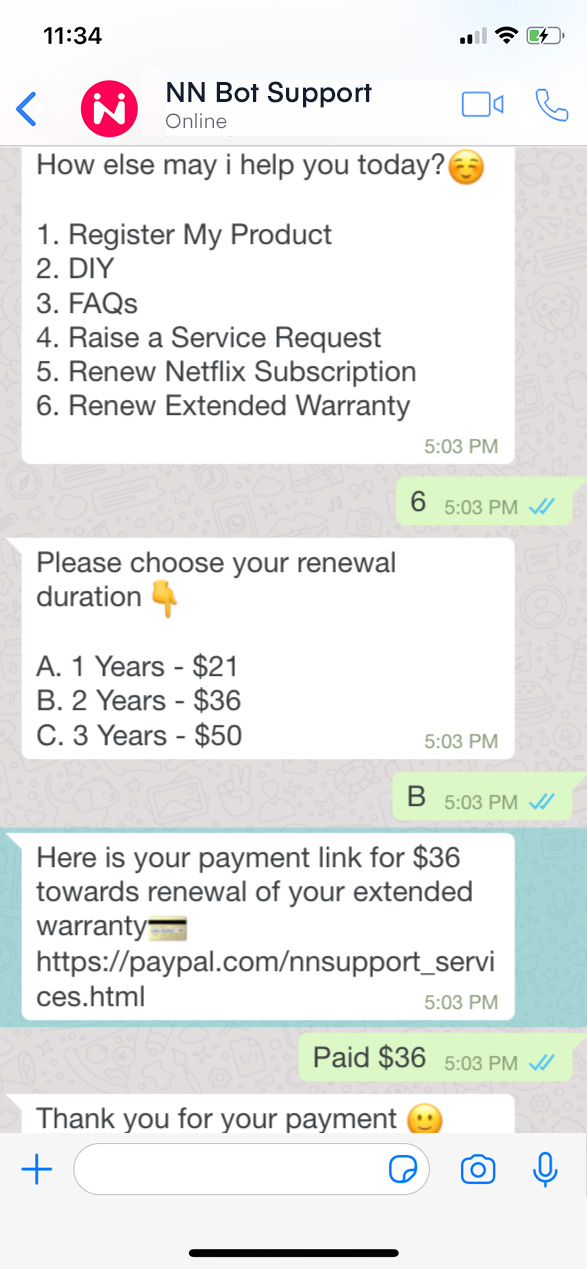 11:34
NN Bot Support
Online
How else may i help you today?☺️
1. Register My Product
2. DIY
3. FAQs
4. Raise a Service Request
5. Renew Netflix Subscription
6. Renew Extended Warranty
5:03 PM
6 5:03 PM
Please choose your renewal
duration 👇
A. 1 Years - $21
B. 2 Years - $36
C. 3 Years - $50
5:03 PM
B 5:03 PM
Here is your payment link for $36
towards renewal of your extended
warranty💳
https://paypal.com/nnsupport_servi
ces.html
5:03 PM
Paid $36 5:03 PM
Thank you for your payment 🙂